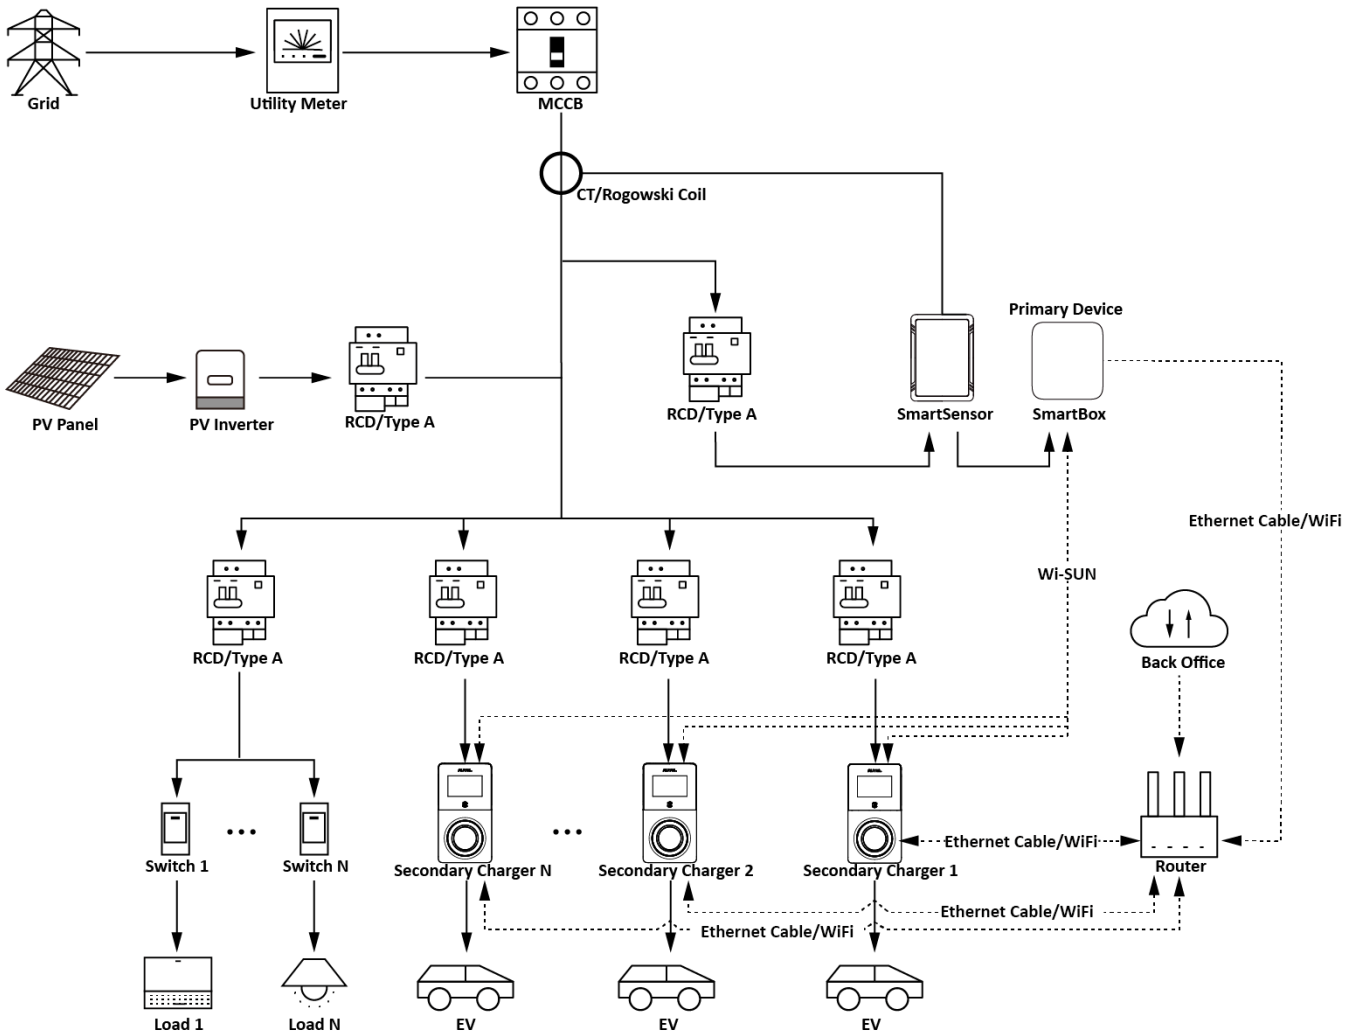 Grid
Utility Meter
MCCB
CT/Rogowski Coil
Primary Device
PV Panel
PV Inverter
RCD/Type A
RCD/Type A
SmartSensor
SmartBox
Ethernet Cable/WiFi
Wi-SUN
RCD/Type A
RCD/Type A
RCD/Type A
RCD/Type A
Back Office
Switch 1
Switch N
Secondary Charger N
Secondary Charger 2
Secondary Charger 1
Ethernet Cable/WiFi
Router
Ethernet Cable/WiFi
Ethernet Cable/WiFi
Load 1
Load N
EV
EV
EV